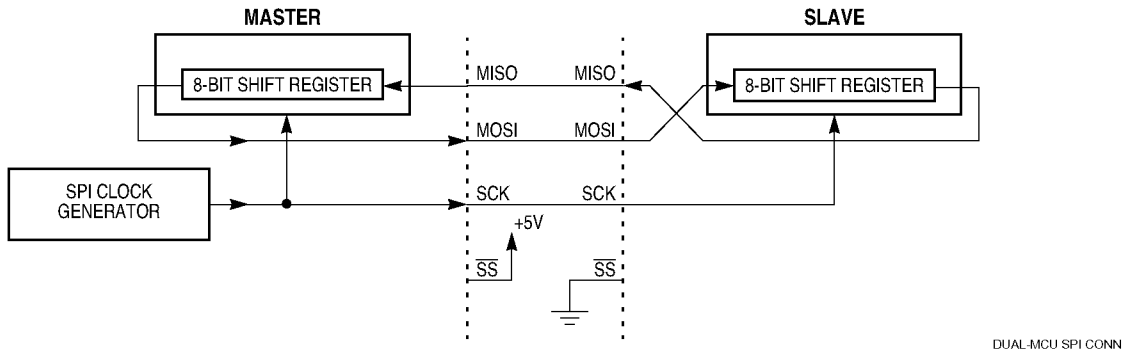 MASTER
SLAVE
8-BIT SHIFT REGISTER
MISO
MISO
8-BIT SHIFT REGISTER
MOSI
MOSI
SPI CLOCK
GENERATOR
SCK
SCK
+5V
SS
SS
DUAL-MCU SPI CONN